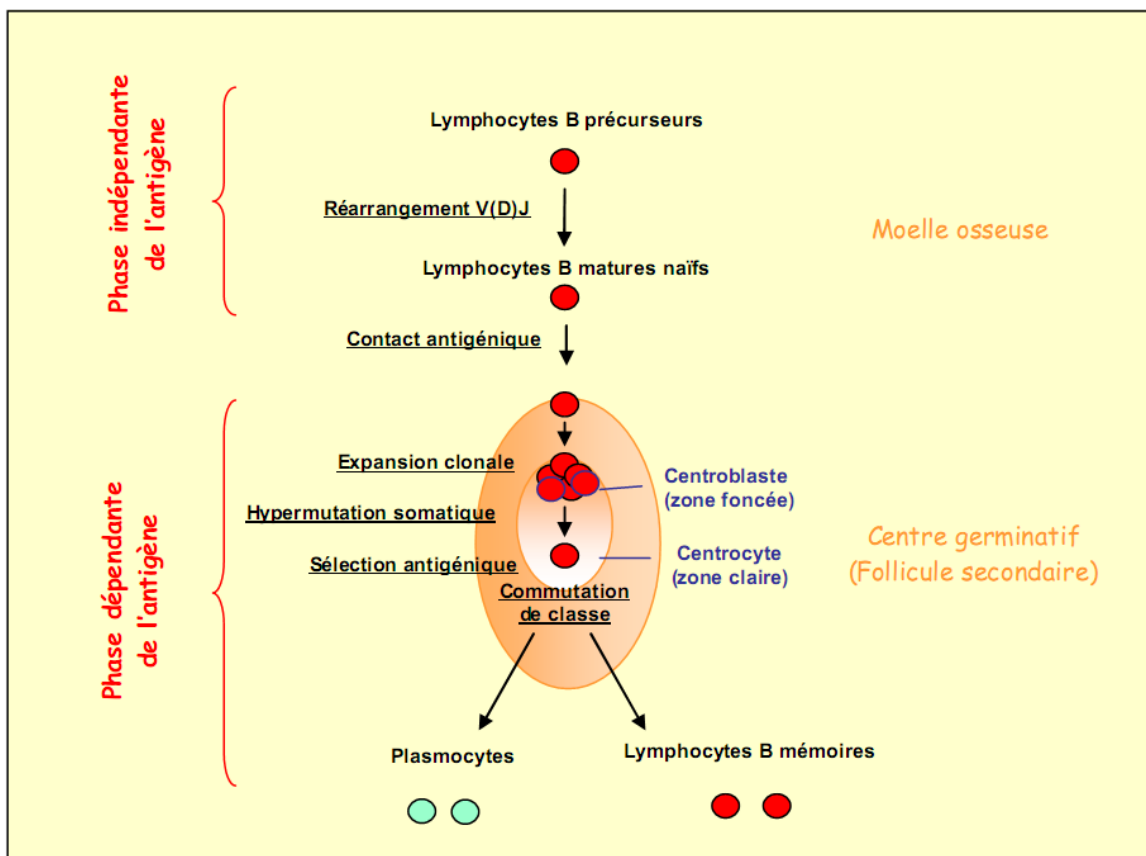 Phase indépendante
de l'antigène
Lymphocytes B précurseurs
Réarrangement V(D)J
Moelle osseuse
Lymphocytes B matures naïfs
Contact antigénique
Phase dépendante
de l'antigène
Expansion clonale
Centroblaste
(zone foncée)
Hypermutation somatique
Centre germinatif
(Follicule secondaire)
Sélection antigénique
Centrocyte
(zone claire)
Commutation
de classe
Plasmocytes
Lymphocytes B mémoires